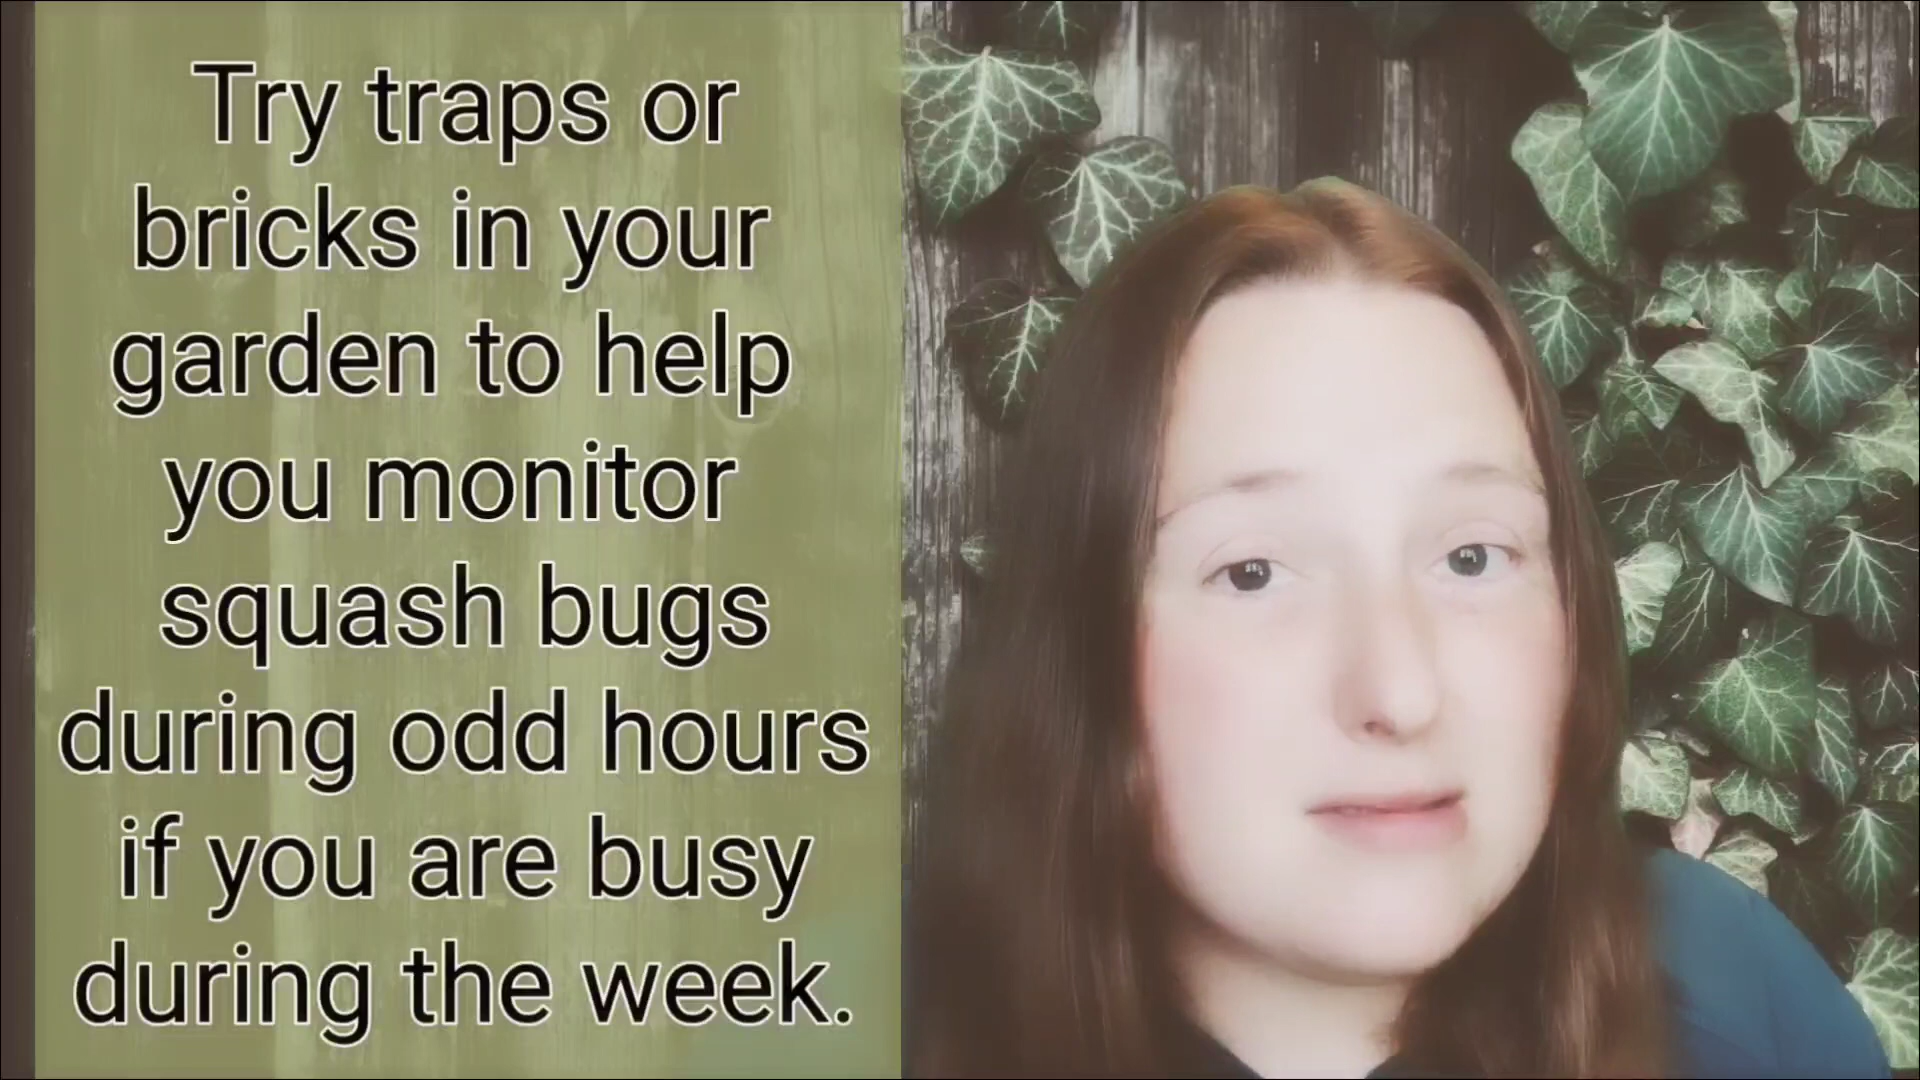 Try traps or
bricks in your
garden to help
you monitor
squash bugs
during odd hours
if you are busy
during the week.